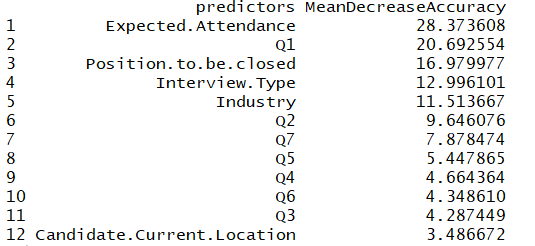 predictors MeanDecreaseAccuracy
1 Expected.Attendance 28.373608
2 Q1 20.692554
3 Position.to.be.closed 16.979977
4 Interview.Type 12.996101
5 Industry 11.513667
6 Q2 9.646076
7 Q7 7.878474
8 Q5 5.447865
9 Q4 4.664364
10 Q6 4.348610
11 Q3 4.287449
12 Candidate.Current.Location 3.486672